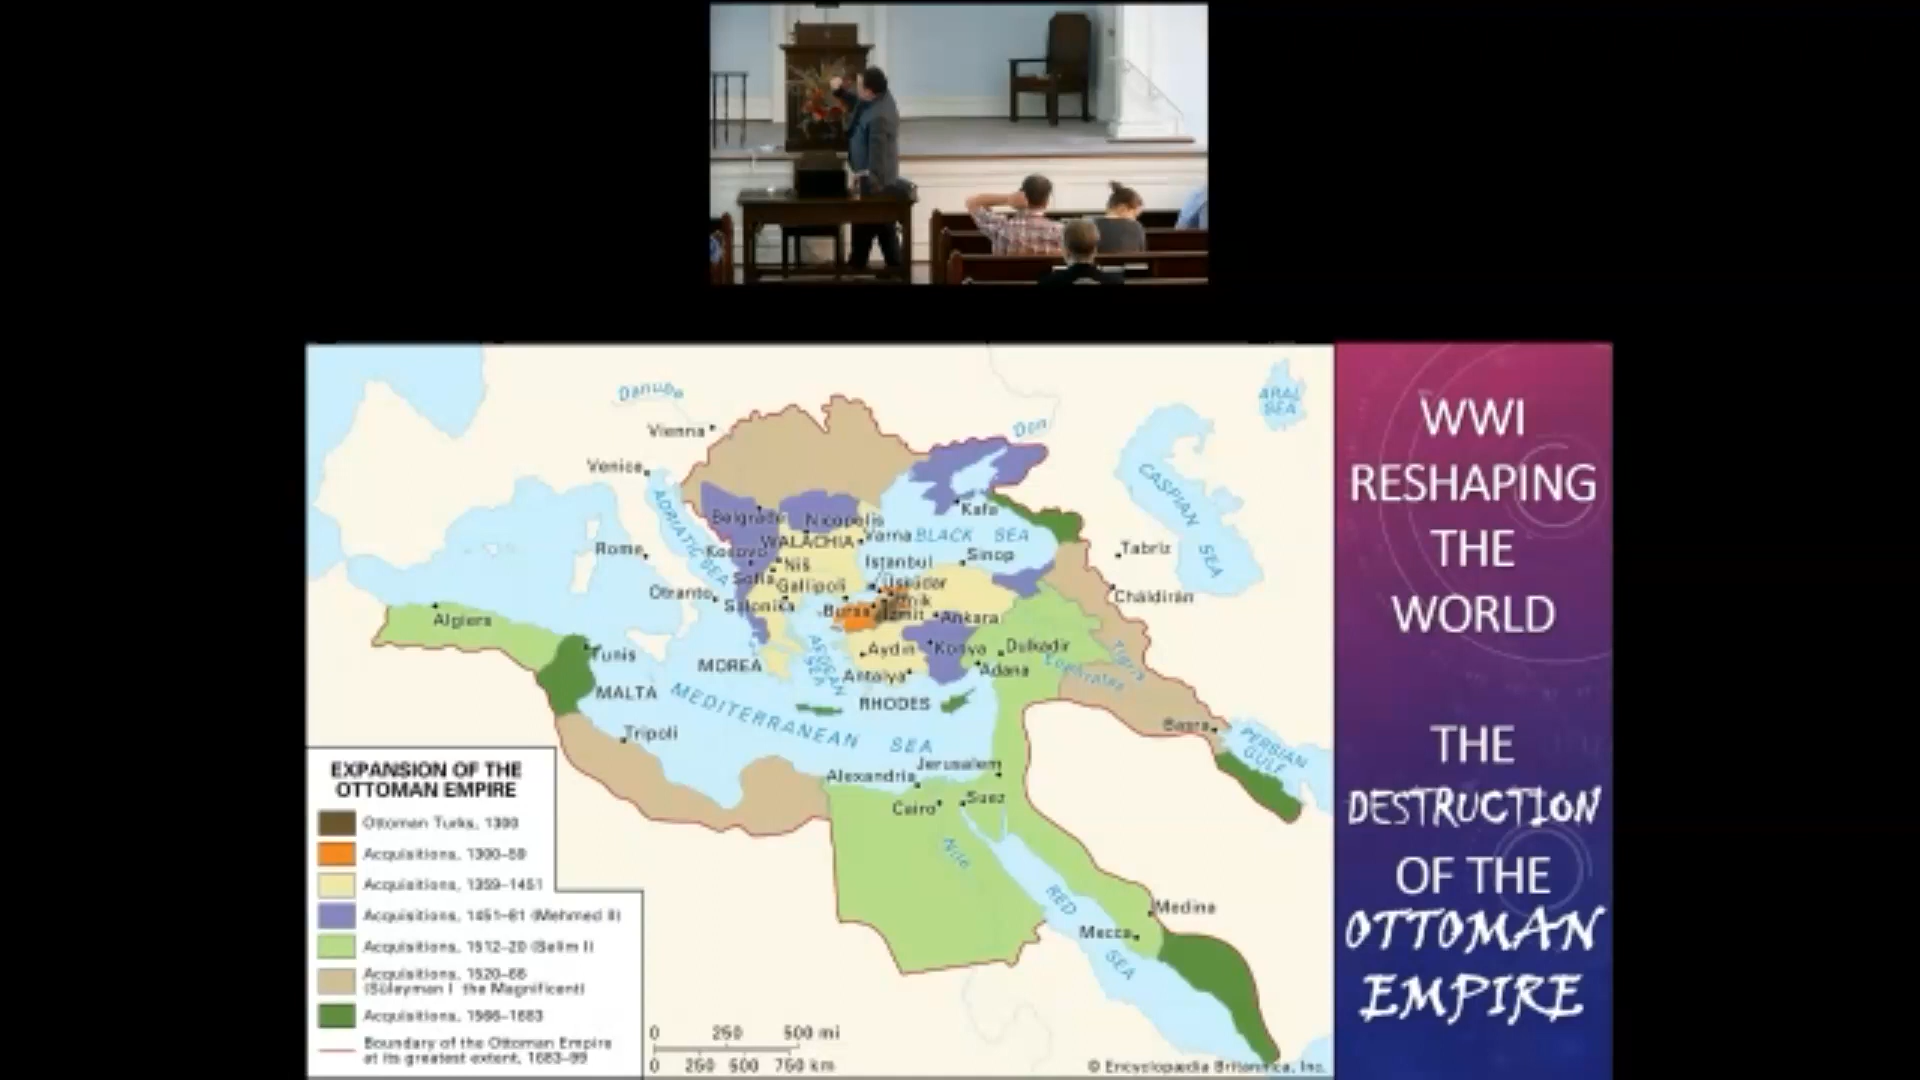 Danube
Vienna
Venice
ADRIATIC SEA
Rome
Otranto
Belgrade
Nicopolis
WALACHIA
Varna
BLACK SEA
Kosovo
Niš
Sofia
Gallipoli
Salonika
Istanbul
Üsküdar
Bursa
İzmit
Ankara
Sinop
Kafa
Don
CASPIAN SEA
ARAL SEA
Tabriz
Chāldirān
Algiers
Tunis
MALTA
MOREA
AEGEAN SEA
Aydin
Konya
Dulkadir
Adana
Antalya
Euphrates
Tigris
RHODES
MEDITERRANEAN SEA
Tripoli
Basra
PERSIAN GULF
Alexandria
Jerusalem
Cairo
Suez
Nile
RED SEA
Medina
Mecca
EXPANSION OF THE
OTTOMAN EMPIRE
Ottoman Turks, 1300
Acquisitions, 1300–59
Acquisitions, 1359–1451
Acquisitions, 1451–81 (Mehmed II)
Acquisitions, 1512–20 (Selim I)
Acquisitions, 1520–66
(Süleyman I the Magnificent)
Acquisitions, 1566–1683
Boundary of the Ottoman Empire
at its greatest extent, 1683–99
0 250 500 mi
0 250 500 750 km
© Encyclopædia Britannica, Inc.
WWI
RESHAPING
THE
WORLD
THE
DESTRUCTION
OF THE
OTTOMAN
EMPIRE